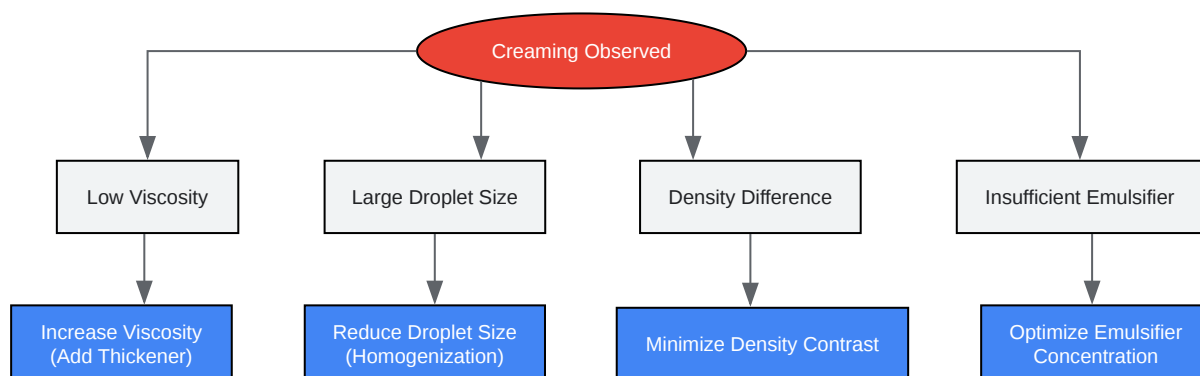 Creaming Observed
Low Viscosity
Large Droplet Size
Density Difference
Insufficient Emulsifier
Increase Viscosity
(Add Thickener)
Reduce Droplet Size
(Homogenization)
Minimize Density Contrast
Optimize Emulsifier
Concentration